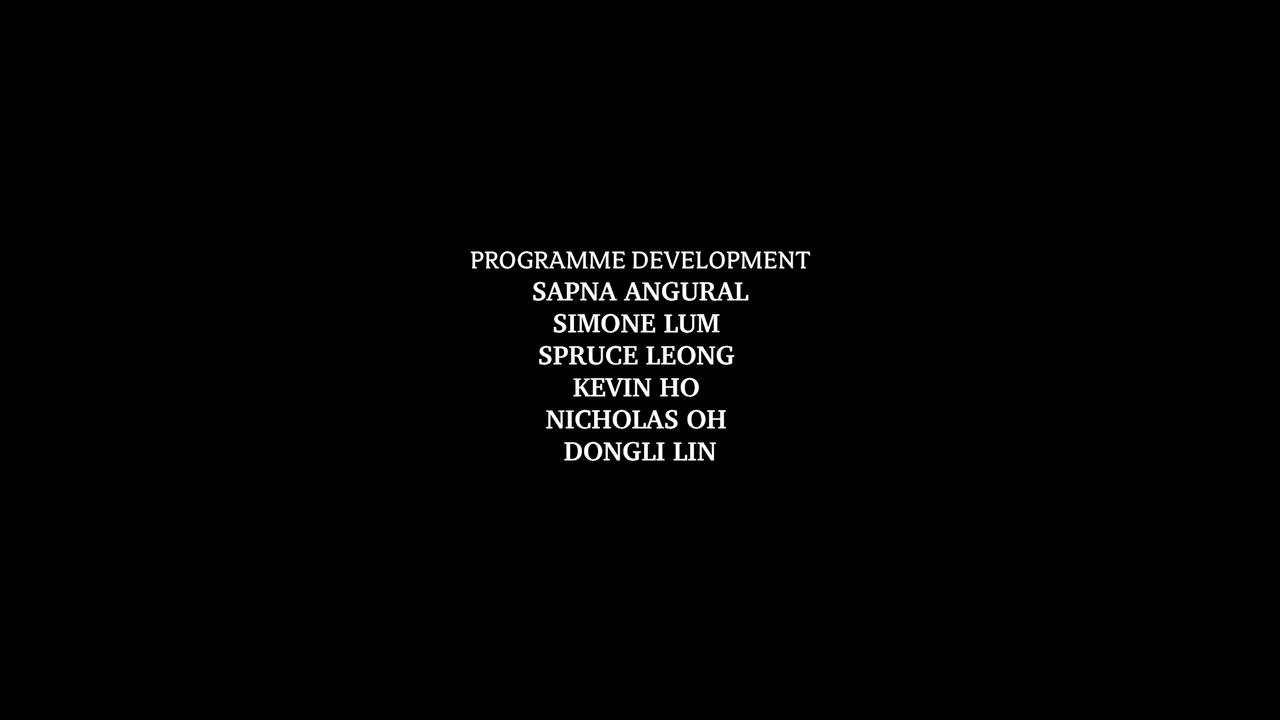 PROGRAMME DEVELOPMENT
SAPNA ANGURAL
SIMONE LUM
SPRUCE LEONG
KEVIN HO
NICHOLAS OH
DONGLI LIN